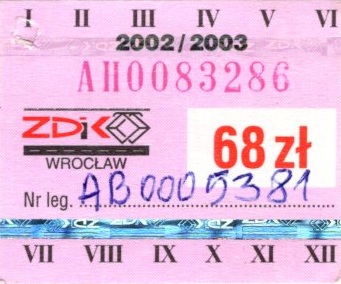 I II III IV V VI
2002/2003
AH0083286
ZDiK
WROCŁAW
68 zł
Nr leg. AB0005381
VII VIII IX X XI XII